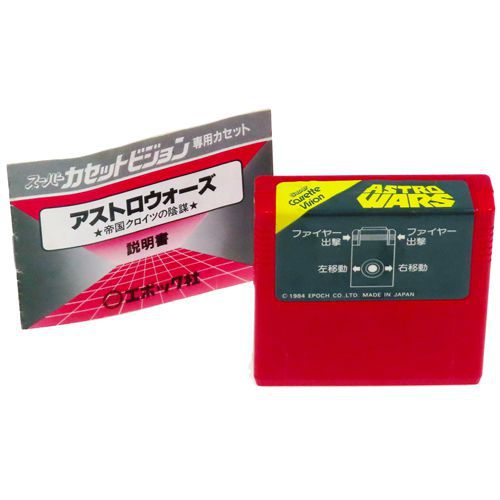 スーパーカセットビジョン専用カセット
アストロウォーズ
★帝国クロイツの陰謀★
説明書
エポック社
Super
Cassette
Vision
ASTRO
WARS
ファイヤー
出撃
ファイヤー
出撃
左移動
右移動
© 1984 EPOCH CO., LTD. MADE IN JAPAN